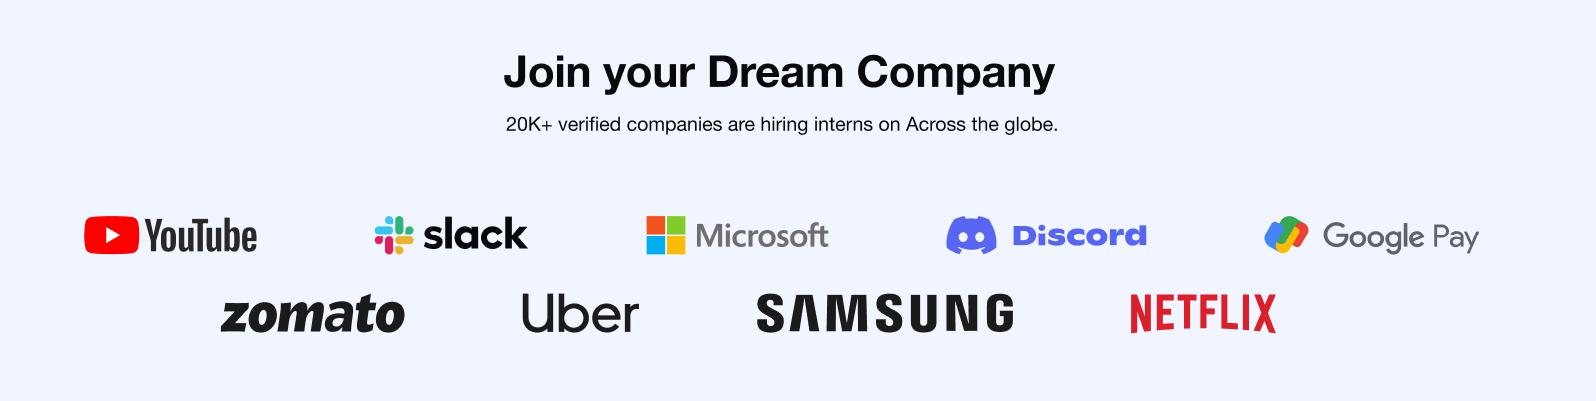 Join your Dream Company
20K+ verified companies are hiring interns on Across the globe.
YouTube slack Microsoft Discord Google Pay
zomato Uber SAMSUNG NETFLIX